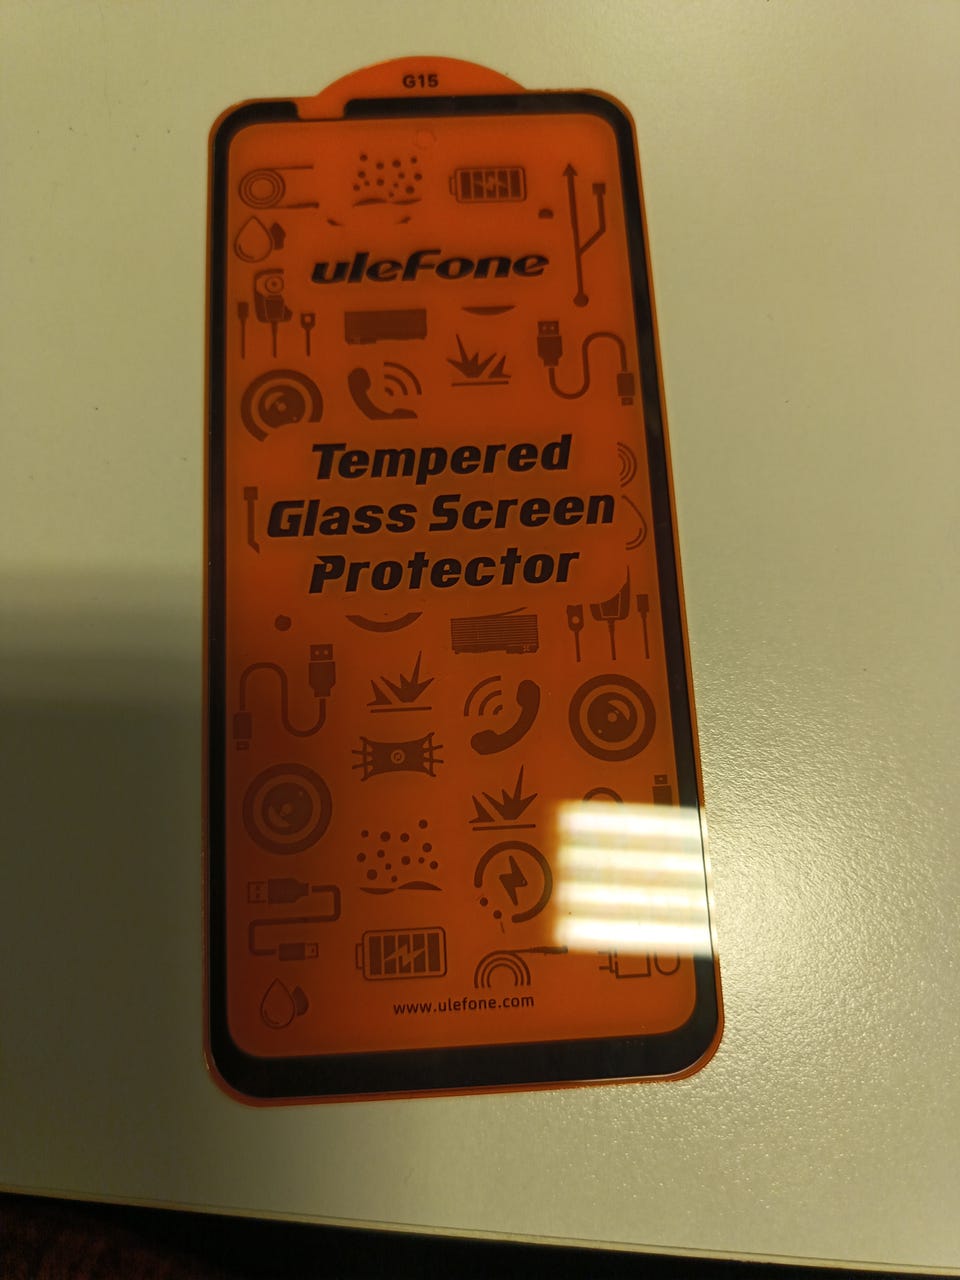 G15
uleFone
Tempered
Glass Screen
Protector
www.ulefone.com